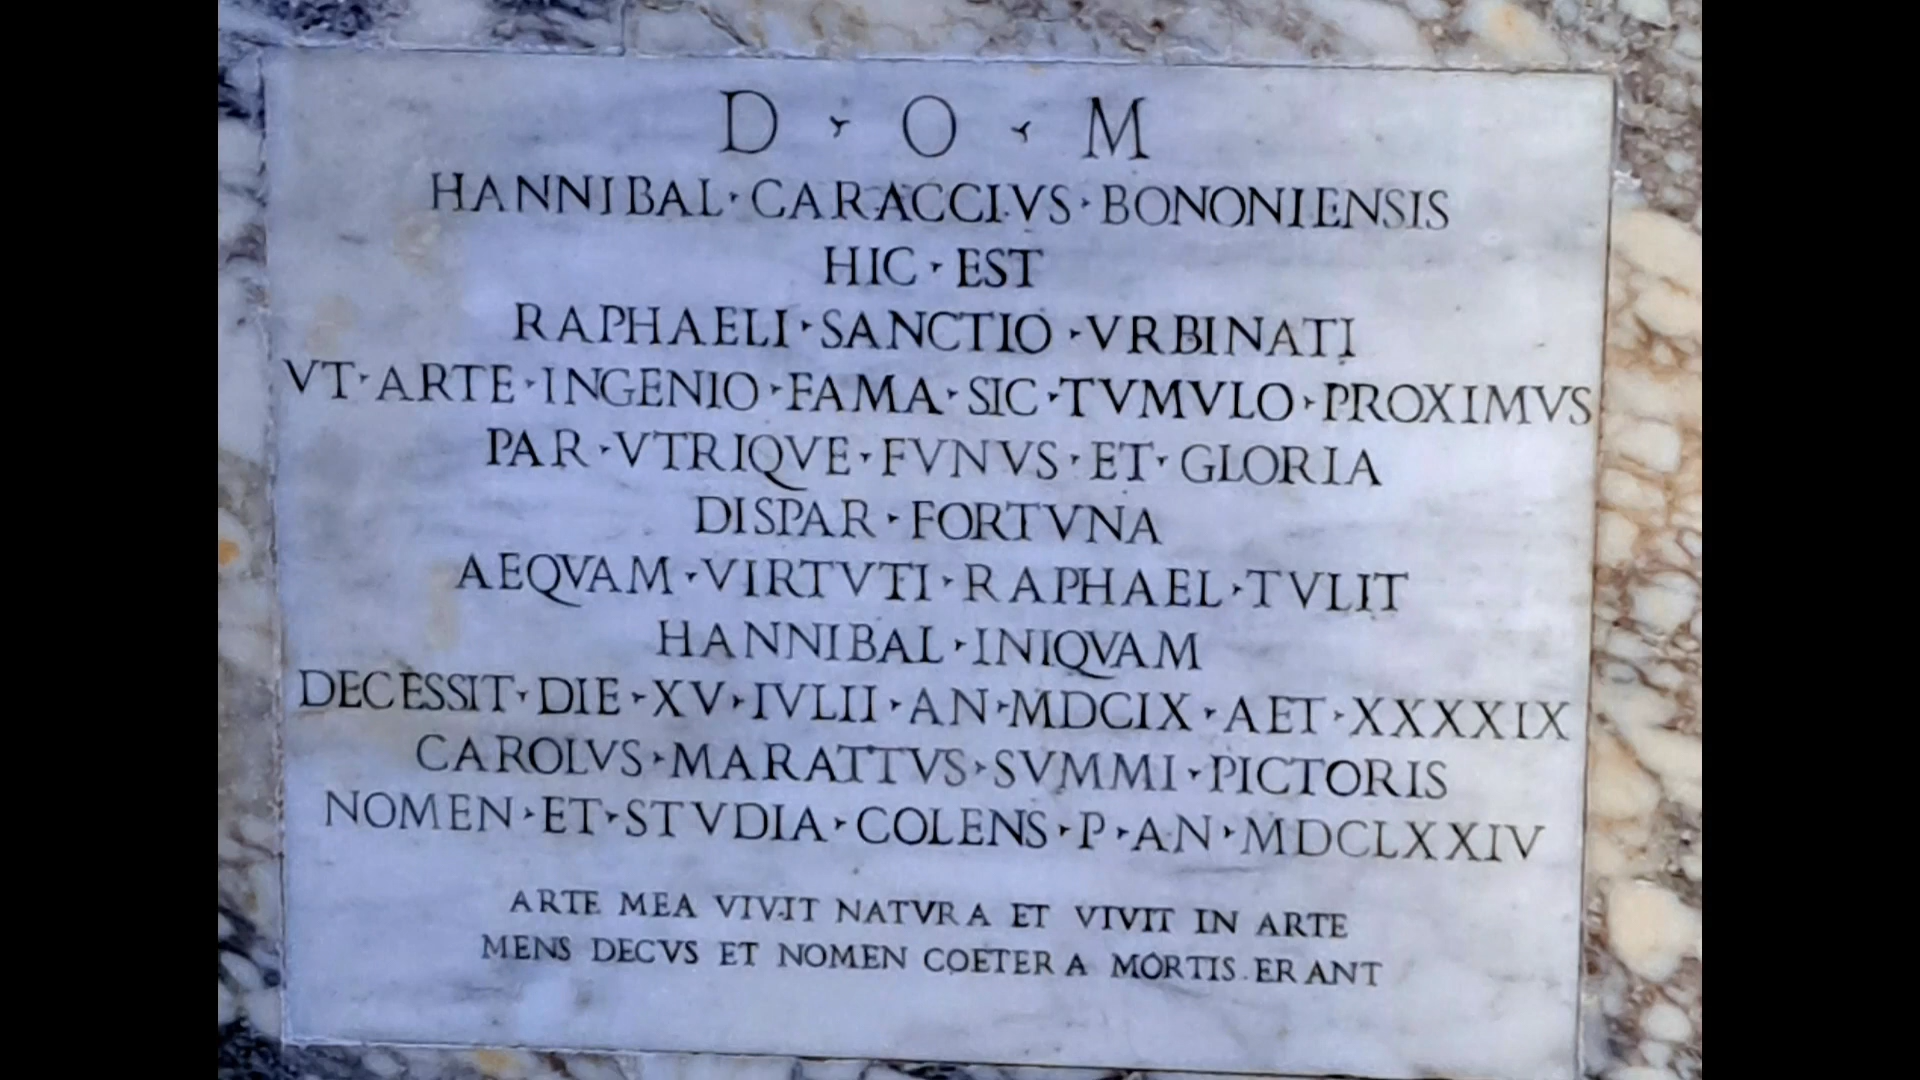 D · O · M
HANNIBAL · CARACCIVS · BONONIENSIS
HIC · EST
RAPHAELI · SANCTIO · VRBINATI
VT · ARTE · INGENIO · FAMA · SIC · TVMVLO · PROXIMVS
PAR · VTRIQVE · FVNVS · ET · GLORIA
DISPAR · FORTVNA
AEQVAM · VIRTVTI · RAPHAEL · TVLIT
HANNIBAL · INIQVAM
DECESSIT · DIE · XV · IVLII · AN · MDCIX · AET · XXXXIX
CAROLVS · MARATTVS · SVMMI · PICTORIS
NOMEN · ET · STVDIA · COLENS · P · AN · MDCLXXIV
ARTE MEA VIVIT NATVRA ET VIVIT IN ARTE
MENS DECVS ET NOMEN COETERA MORTIS ERANT